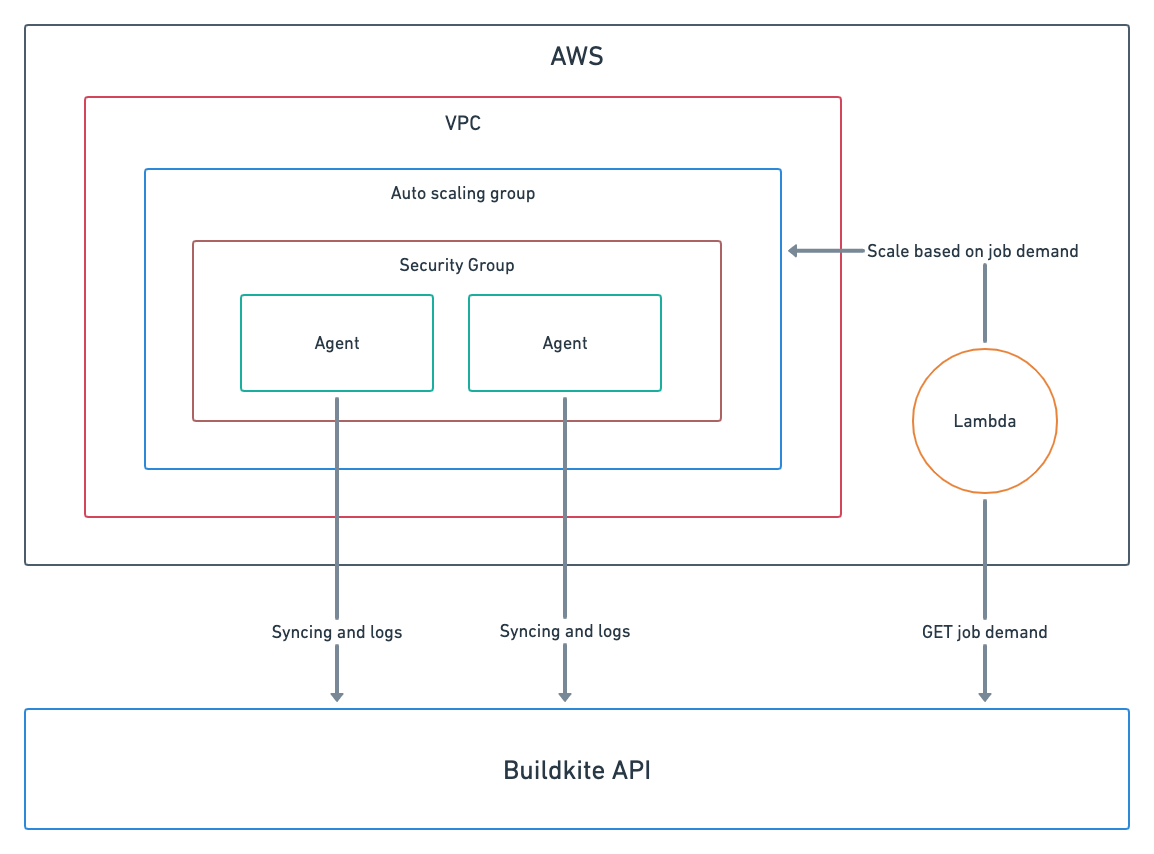 AWS
VPC
Auto scaling group
Scale based on job demand
Security Group
Agent
Agent
Lambda
Syncing and logs
Syncing and logs
GET job demand
Buildkite API